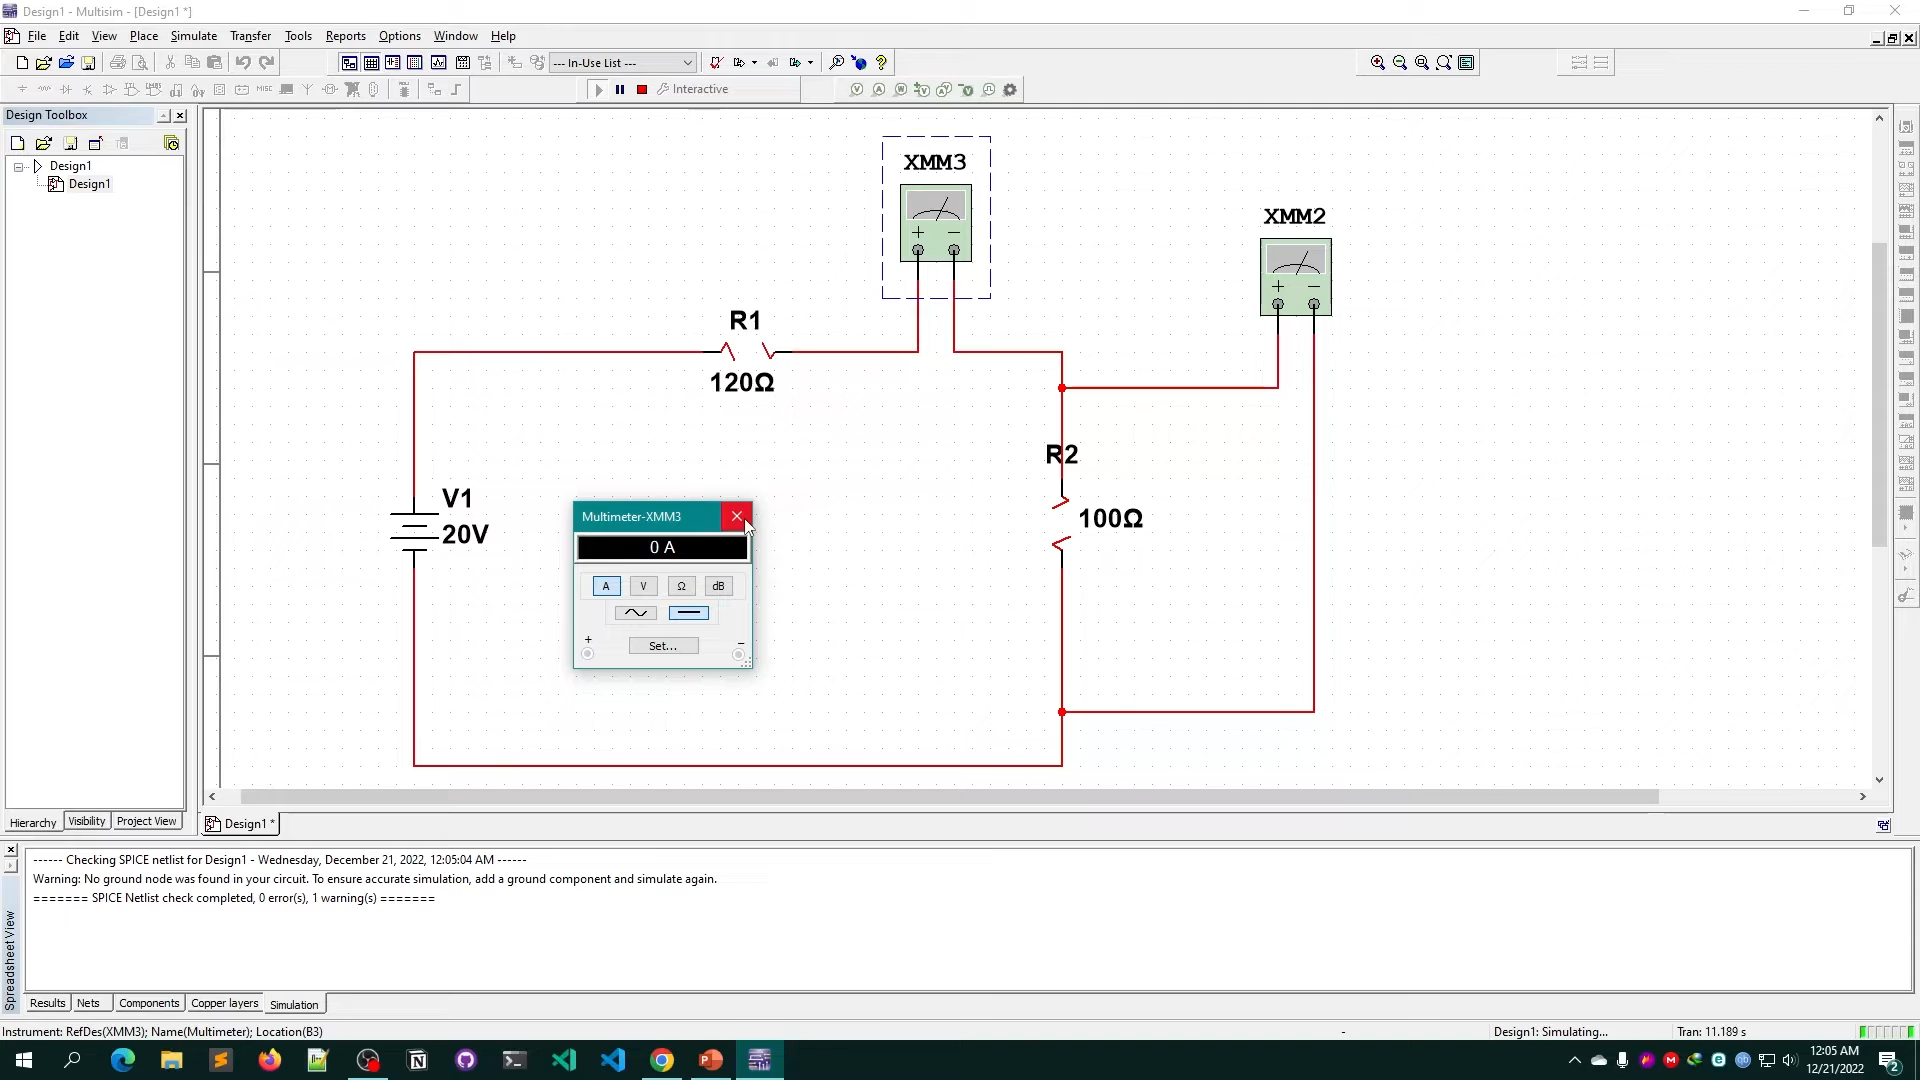 Design1 - Multisim - [Design1 *]
File Edit View Place Simulate Transfer Tools Reports Options Window Help
--- In-Use List ---
Interactive
Design Toolbox
Design1
Design1
XMM3
+ −
XMM2
+ −
R1
120Ω
R2
100Ω
V1
20V
Multimeter-XMM3
0 A
A V Ω dB
+ −
Set...
Hierarchy Visibility Project View
Design1 *
------ Checking SPICE netlist for Design1 - Wednesday, December 21, 2022, 12:05:04 AM ------
Warning: No ground node was found in your circuit. To ensure accurate simulation, add a ground component and simulate again.
======= SPICE Netlist check completed, 0 error(s), 1 warning(s) =======
Spreadsheet View
Results Nets Components Copper layers Simulation
Instrument: RefDes(XMM3); Name(Multimeter); Location(B3) - Design1: Simulating... Tran: 11.189 s
12:05 AM
12/21/2022
2